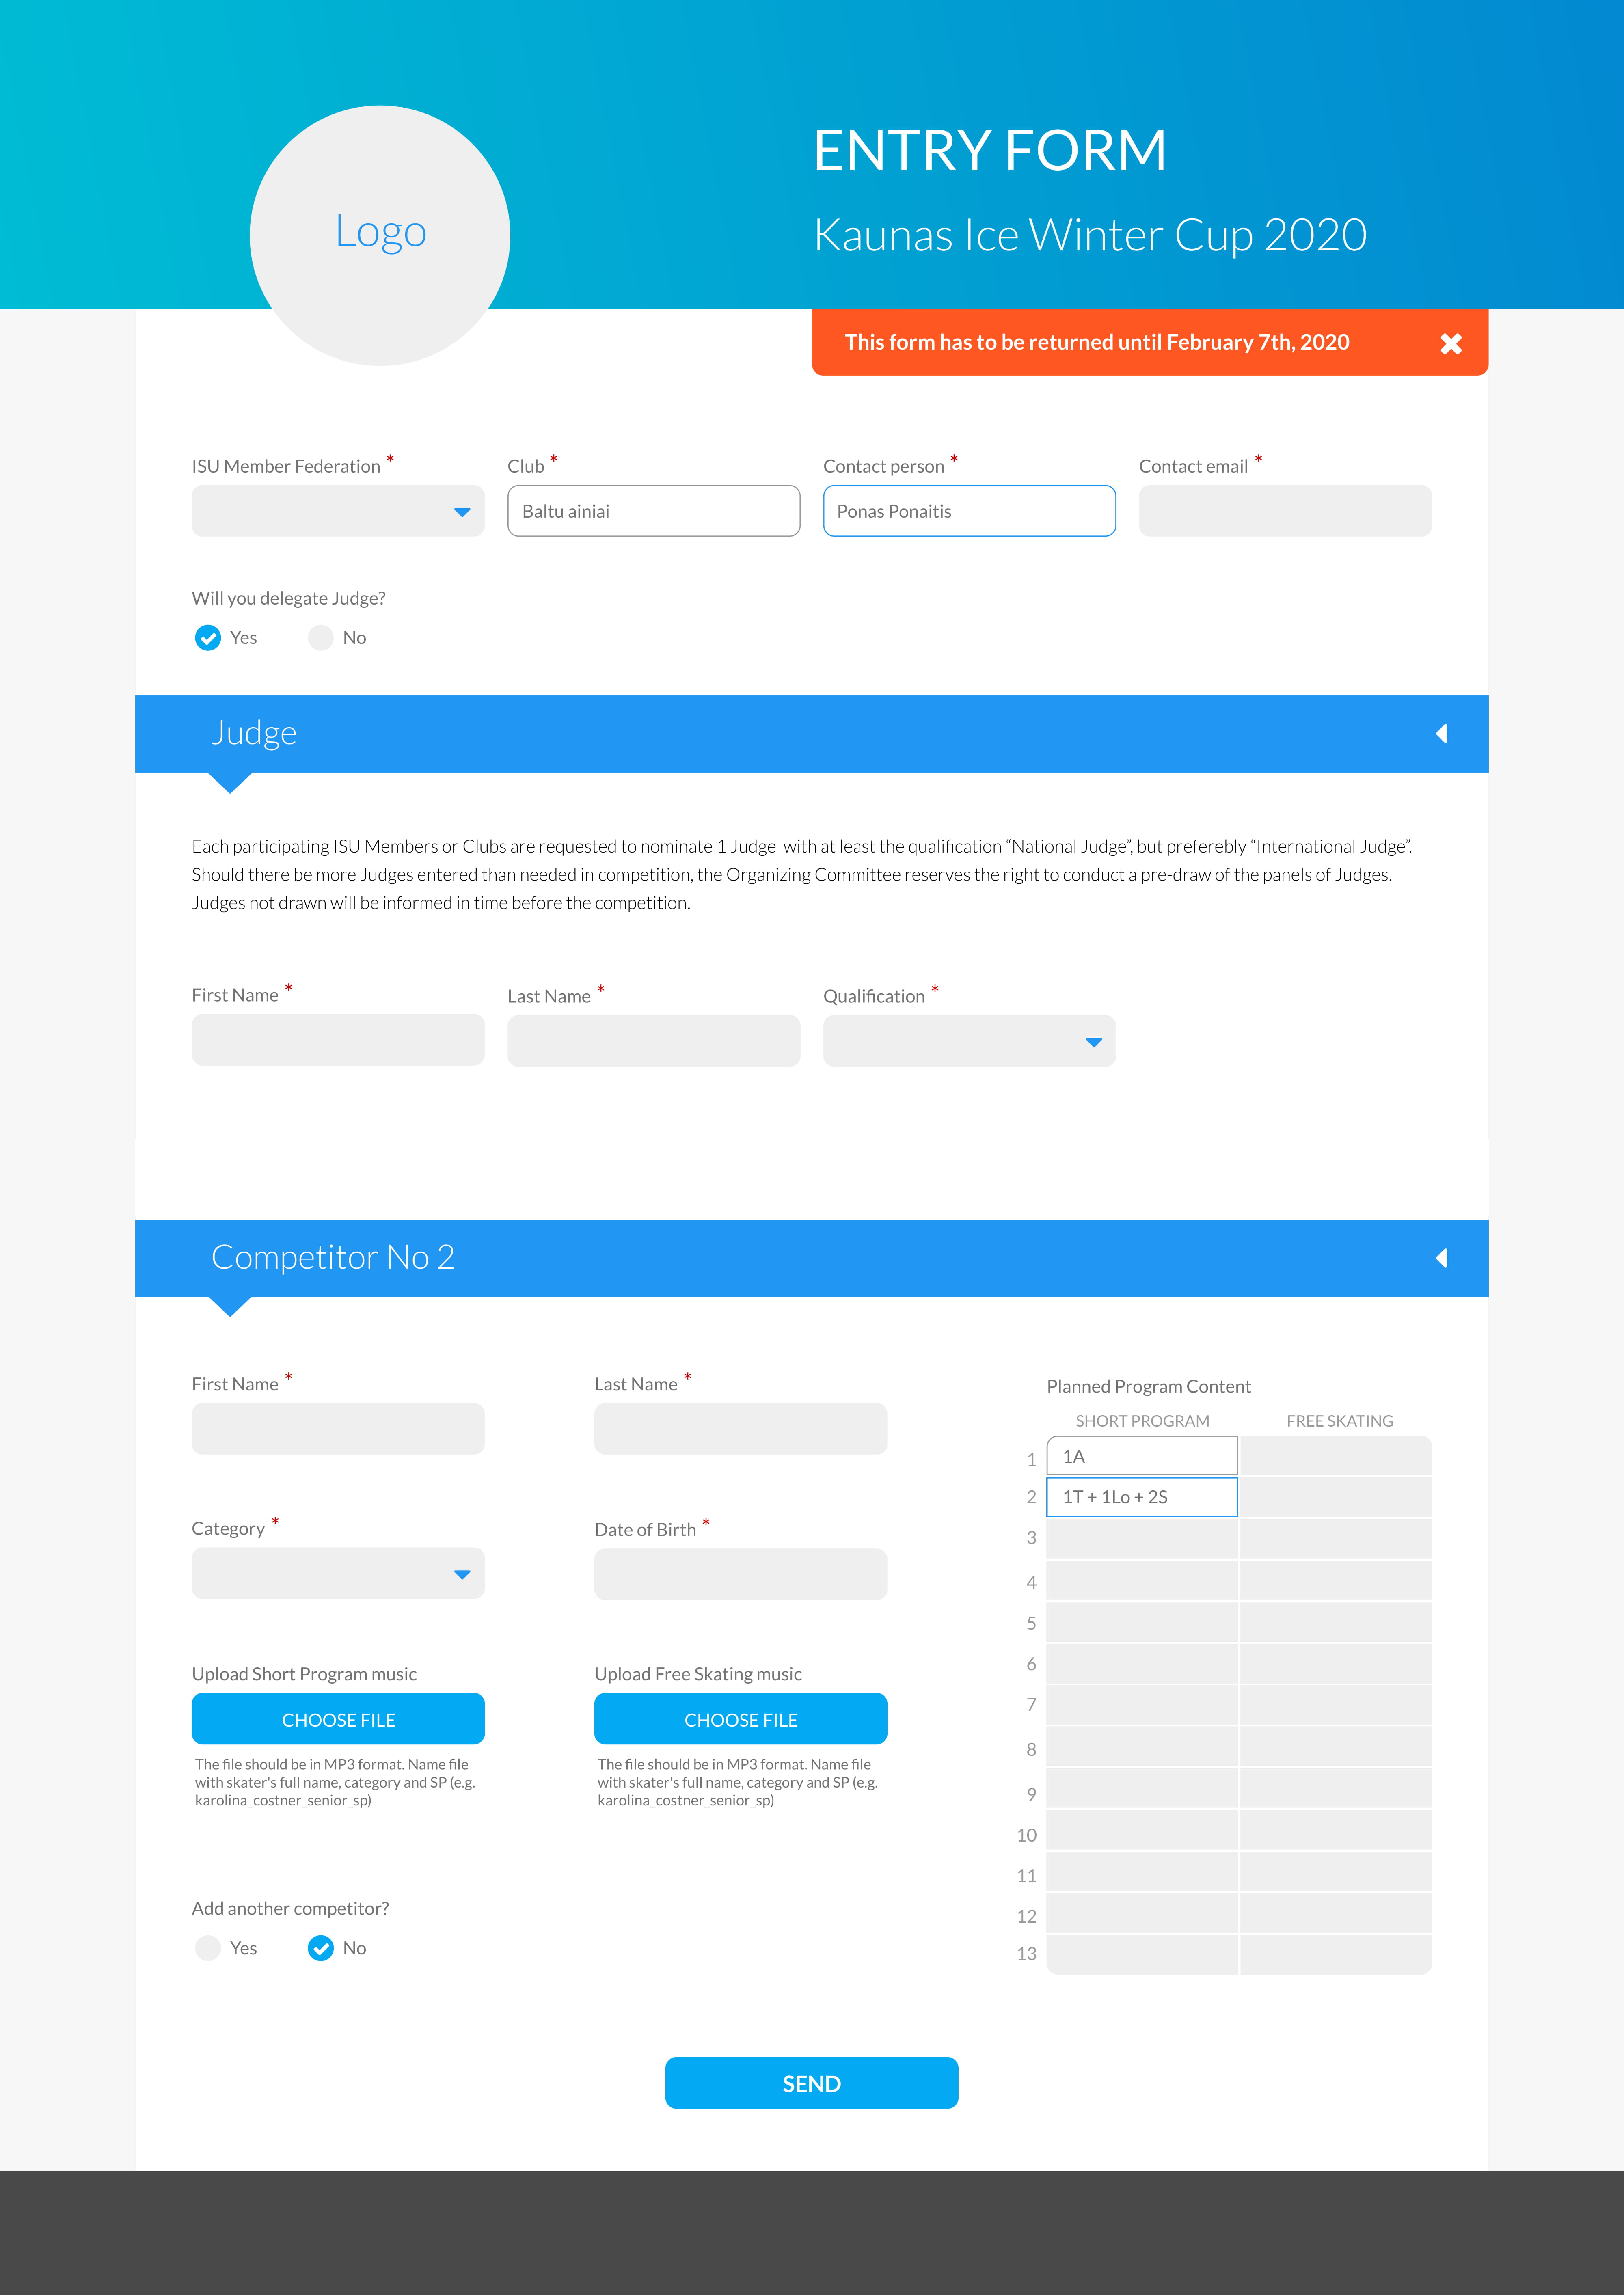 Logo
ENTRY FORM
Kaunas Ice Winter Cup 2020
This form has to be returned until February 7th, 2020
ISU Member Federation *
Club *
Contact person *
Contact email *
Baltu ainiai
Ponas Ponaitis
Will you delegate Judge?
Yes
No
Judge
Each participating ISU Members or Clubs are requested to nominate 1 Judge with at least the qualification “National Judge”, but preferebly “International Judge”.
Should there be more Judges entered than needed in competition, the Organizing Committee reserves the right to conduct a pre-draw of the panels of Judges.
Judges not drawn will be informed in time before the competition.
First Name *
Last Name *
Qualification *
Competitor No 2
First Name *
Last Name *
Category *
Date of Birth *
Upload Short Program music
CHOOSE FILE
The file should be in MP3 format. Name file
with skater's full name, category and SP (e.g.
karolina_costner_senior_sp)
Upload Free Skating music
CHOOSE FILE
The file should be in MP3 format. Name file
with skater's full name, category and SP (e.g.
karolina_costner_senior_sp)
Add another competitor?
Yes
No
Planned Program Content
SHORT PROGRAM
FREE SKATING
1 1A
2 1T + 1Lo + 2S
3
4
5
6
7
8
9
10
11
12
13
SEND